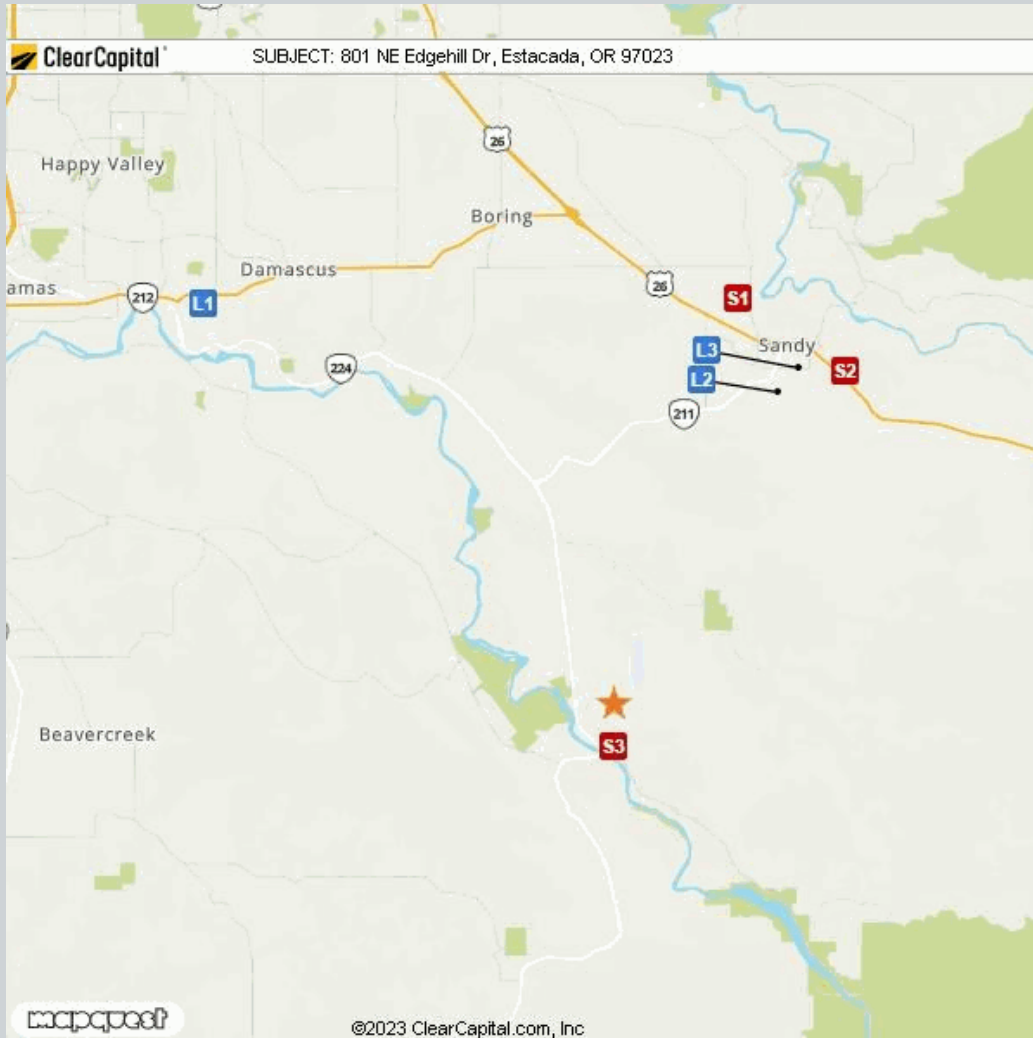 ClearCapital
SUBJECT: 801 NE Edgehill Dr, Estacada, OR 97023
26
Happy Valley
Boring
Damascus
26
S1
amas
212
L1
L3
Sandy
224
L2
S2
211
S3
Beavercreek
mapquest
©2023 ClearCapital.com, Inc